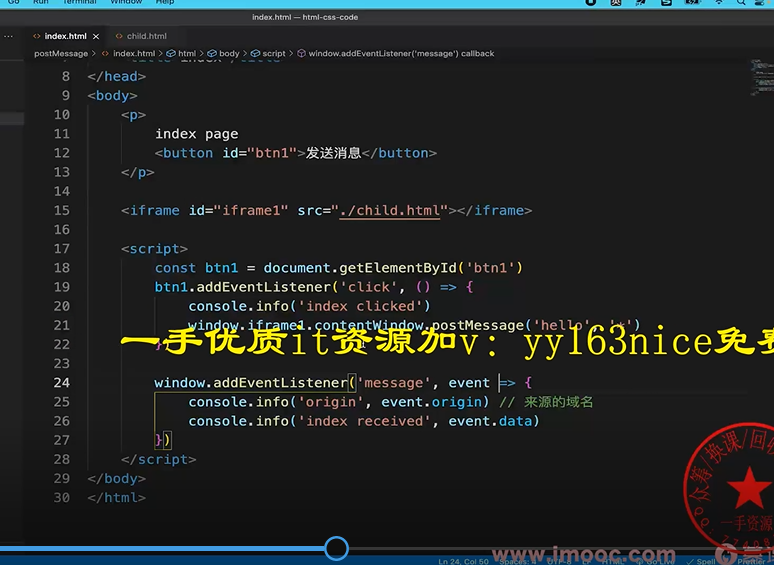 Go Run Terminal Window Help
index.html — html-css-code
index.html × child.html
postMessage > index.html > html > body > script > window.addEventListener('message') callback
8 </head>
9 <body>
10 <p>
11 index page
12 <button id="btn1">发送消息</button>
13 </p>
14
15 <iframe id="iframe1" src="./child.html"></iframe>
16
17 <script>
18 const btn1 = document.getElementById('btn1')
19 btn1.addEventListener('click', () => {
20 console.info('index clicked')
21 window.iframe1.contentWindow.postMessage('hello', '*')
一手优质it资源加v: yy163nice免费
22 })
23
24 window.addEventListener('message', event => {
25 console.info('origin', event.origin) // 来源的域名
26 console.info('index received', event.data)
27 })
28 </script>
29 </body>
30 </html>
众筹/换课/回收
一手资源
www.imooc.com
Ln 24, Col 50 Spaces: 4 UTF-8 LF HTML Go Live Spell Prettier